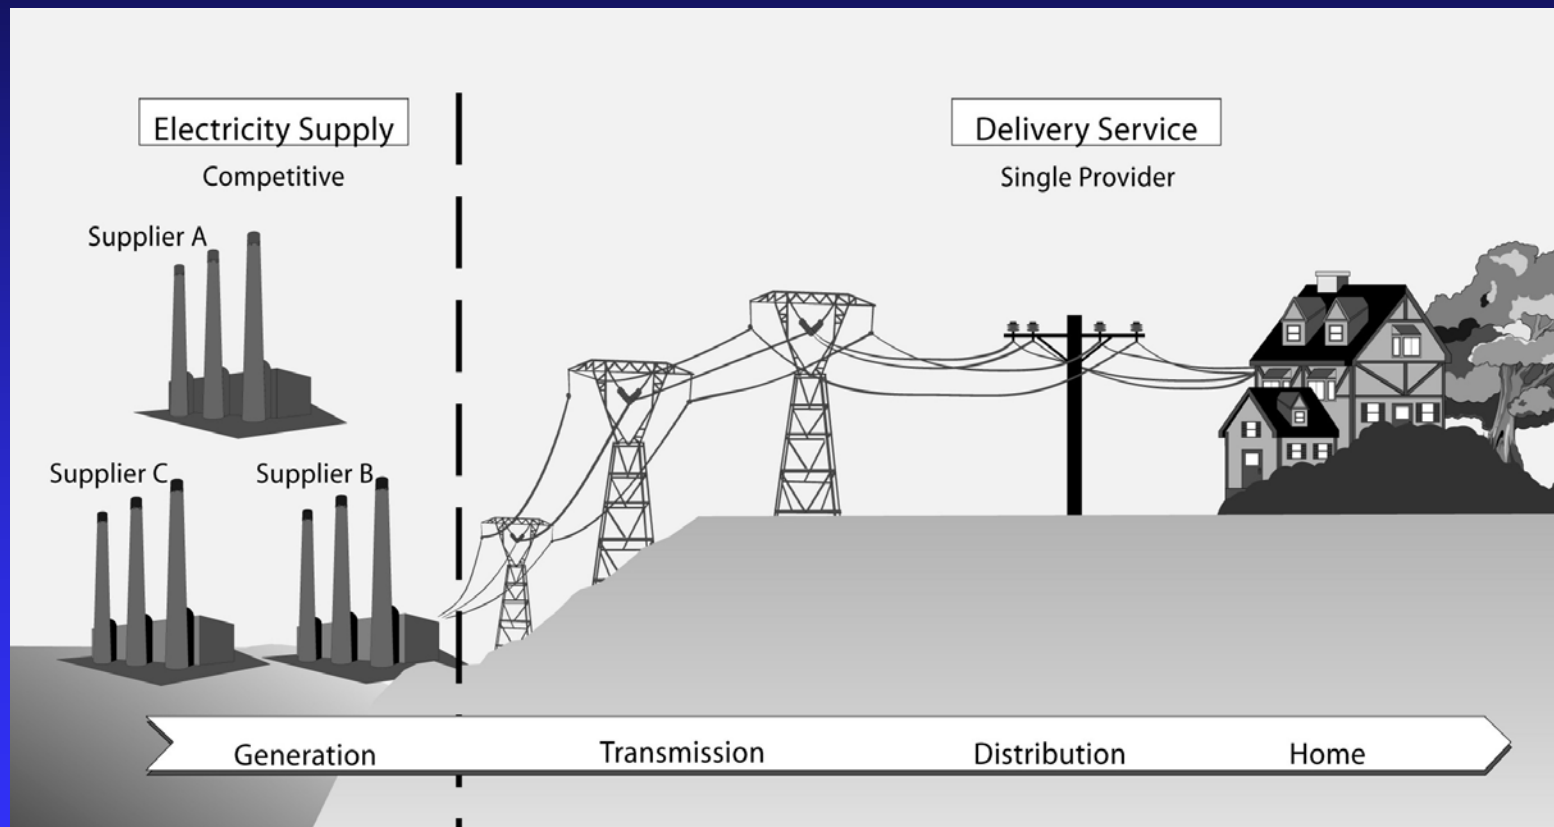 Electricity Supply
Competitive
Delivery Service
Single Provider
Supplier A
Supplier C
Supplier B
Generation
Transmission
Distribution
Home